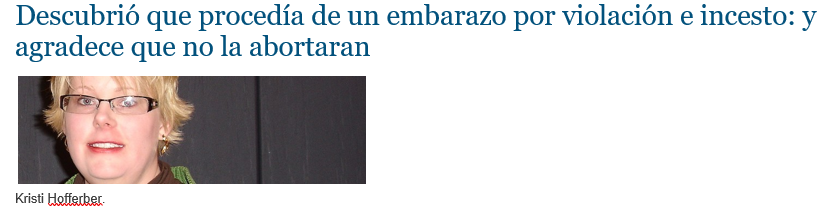 Descubrió que procedía de un embarazo por violación e incesto: y
agradece que no la abortaran
Kristi Hofferber.